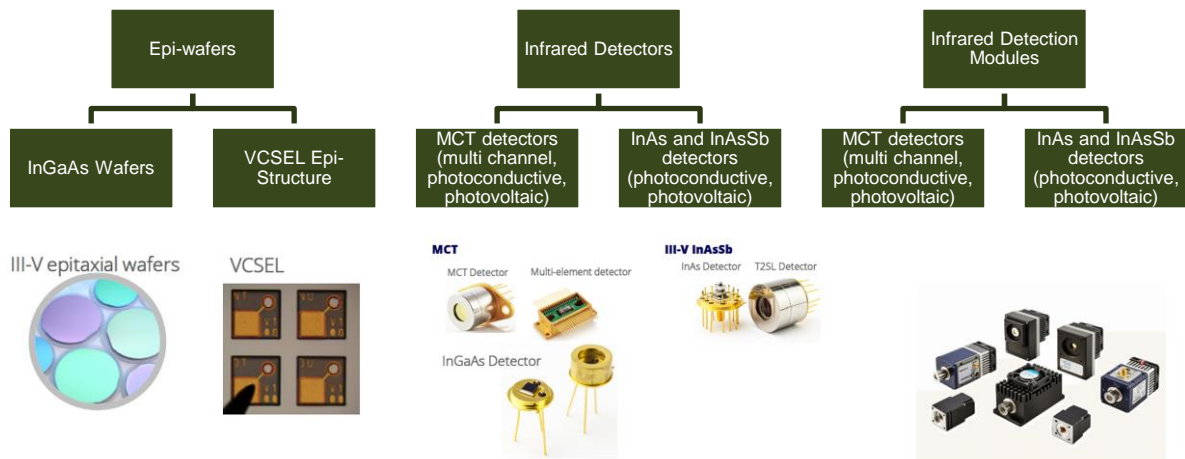 Epi-wafers
Infrared Detectors
Infrared Detection
Modules
InGaAs Wafers
VCSEL Epi-
Structure
MCT detectors
(multi channel,
photoconductive,
photovoltaic)
InAs and InAsSb
detectors
(photoconductive,
photovoltaic)
MCT detectors
(multi channel,
photoconductive,
photovoltaic)
InAs and InAsSb
detectors
(photoconductive,
photovoltaic)
III-V epitaxial wafers
VCSEL
MCT
MCT Detector
Multi-element detector
InGaAs Detector
III-V InAsSb
InAs Detector
T2SL Detector